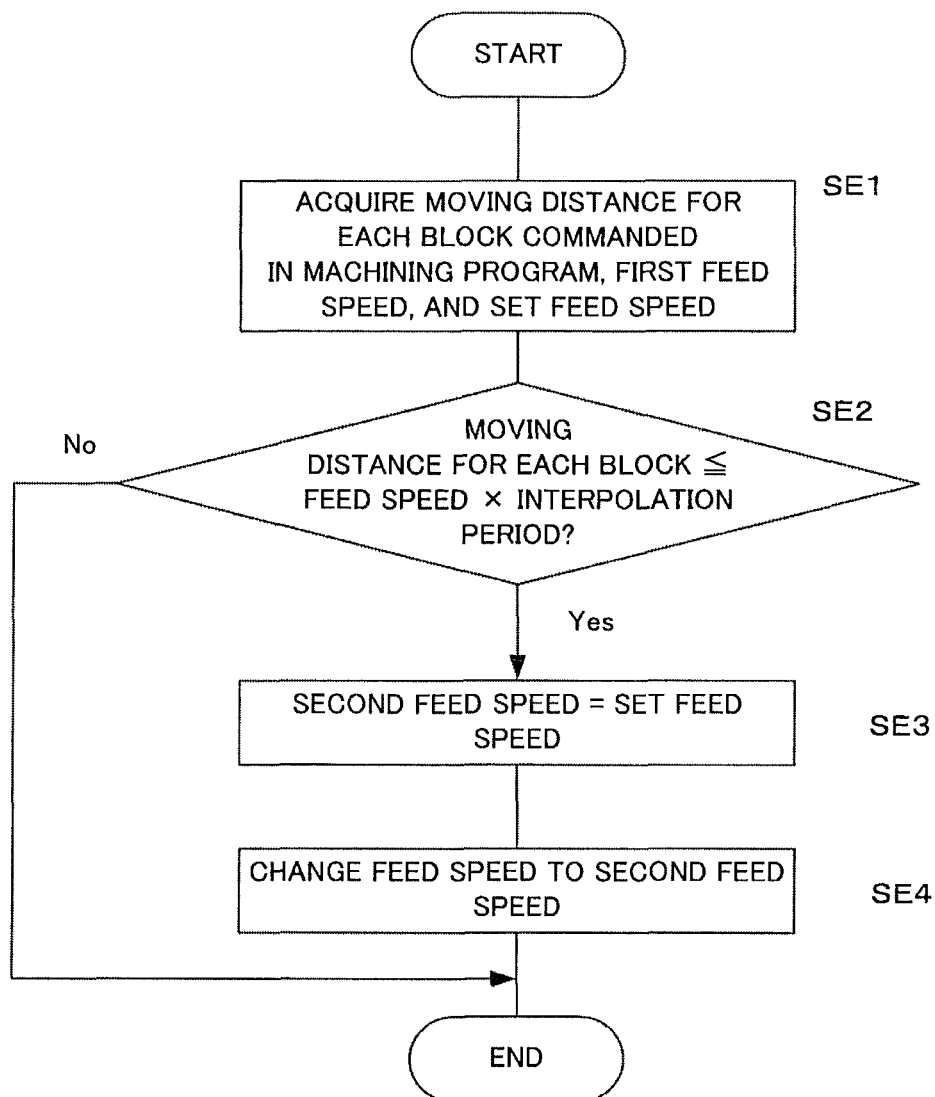 START
SE1
ACQUIRE MOVING DISTANCE FOR
EACH BLOCK COMMANDED
IN MACHINING PROGRAM, FIRST FEED
SPEED, AND SET FEED SPEED
SE2
No
MOVING
DISTANCE FOR EACH BLOCK ≦
FEED SPEED × INTERPOLATION
PERIOD?
Yes
SECOND FEED SPEED = SET FEED
SPEED
SE3
CHANGE FEED SPEED TO SECOND FEED
SPEED
SE4
END